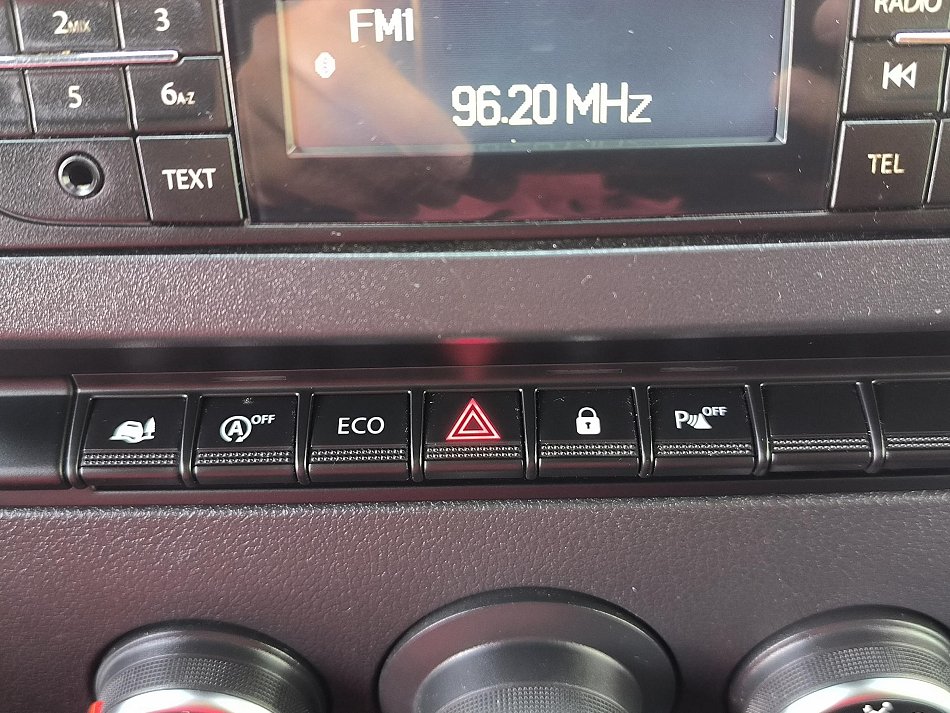 FM1
96.20 MHz
2MIX 3
5 6A-Z
TEXT
RADIO
TEL
A OFF
ECO
P OFF